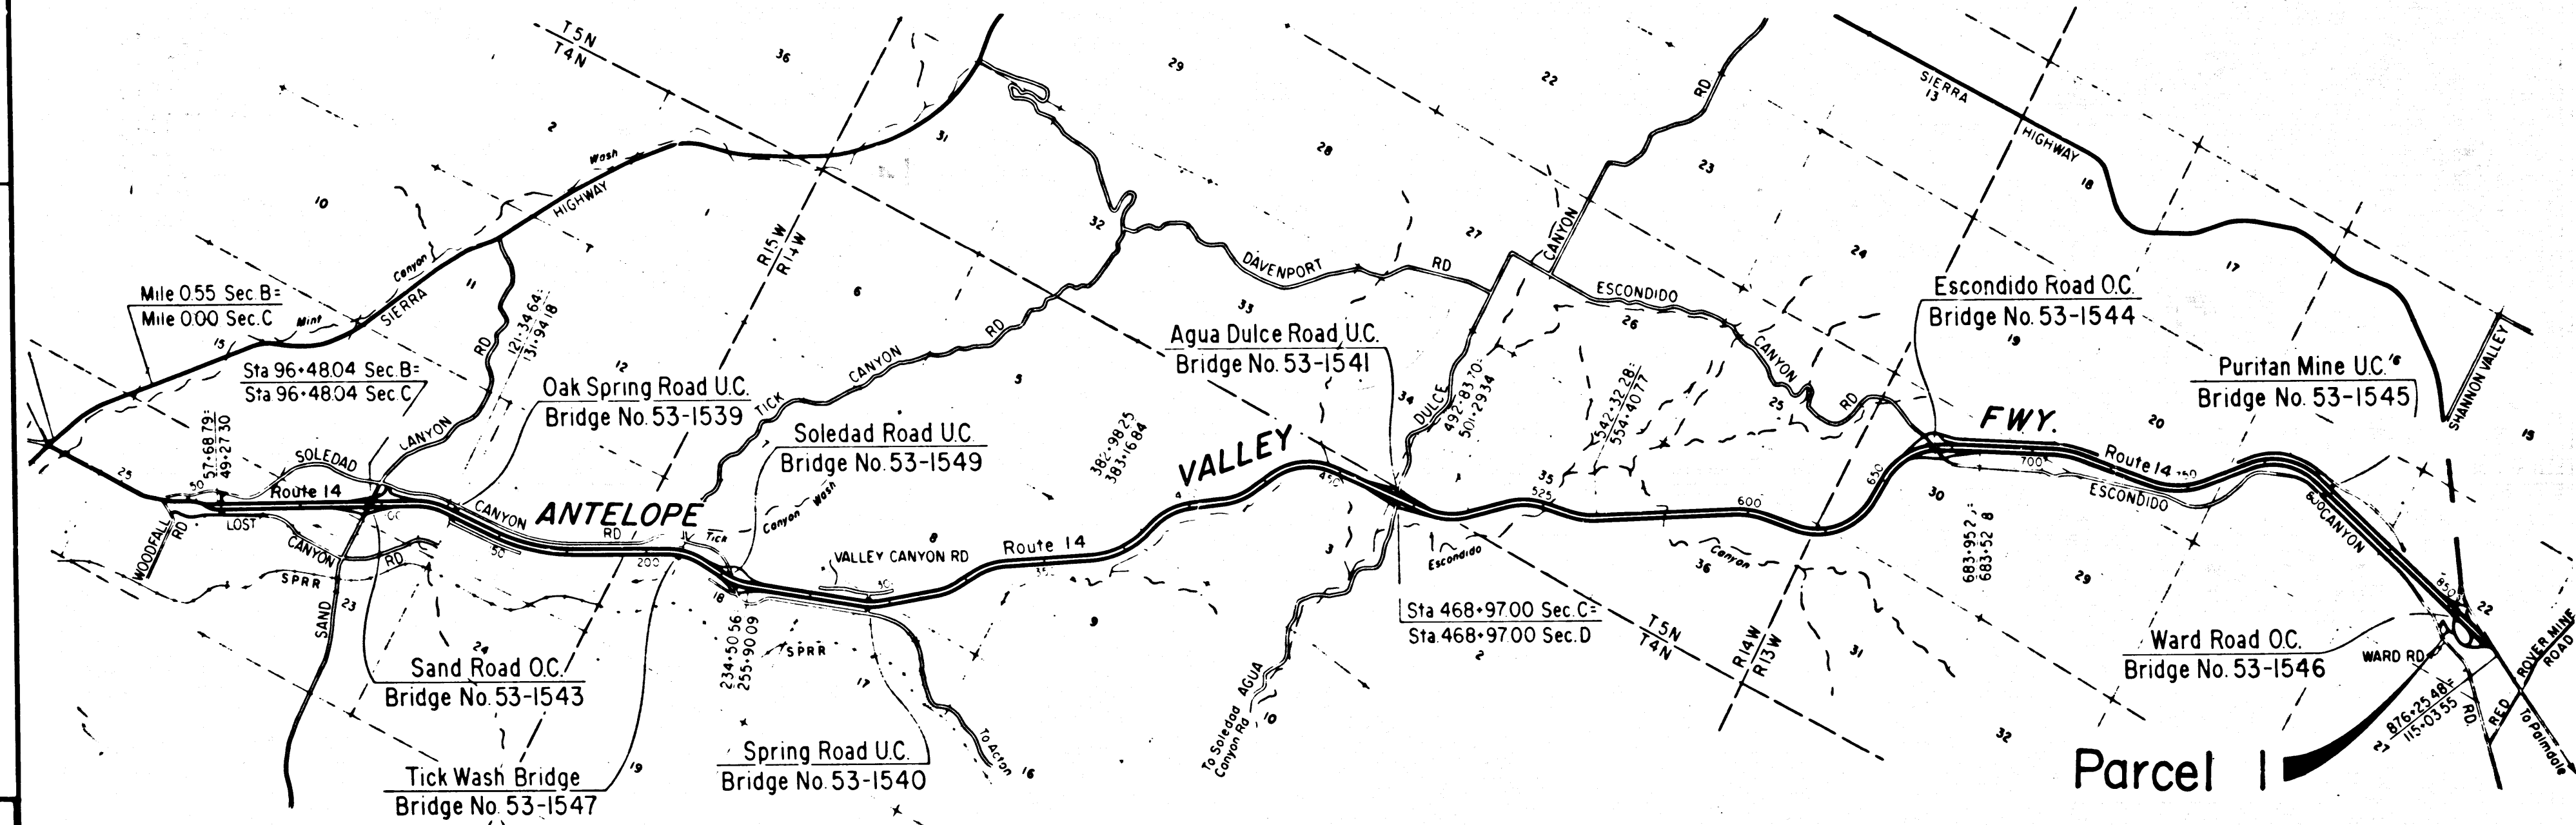 T5N
T4N
36
29
22
SIERRA
13
HIGHWAY
RD
2
31
28
23
18
Wash
HIGHWAY
10
32
27
CANYON
24
17
R15W
R14W
Canyon
11
6
DAVENPORT RD
33
ESCONDIDO
26
CANYON
RD
25
Mile 0.55 Sec. B=
Mile 0.00 Sec. C
Mint
SIERRA
15
Sta 96+48.04 Sec. B=
Sta. 96+48.04 Sec. C
121+34.64=
131+94.18
12
RD
CANYON
TICK CANYON RD
5
Oak Spring Road U.C.
Bridge No. 53-1539
Soledad Road U.C.
Bridge No. 53-1549
Agua Dulce Road U.C.
Bridge No. 53-1541
Escondido Road O.C.
Bridge No. 53-1544
19
Puritan Mine U.C.
Bridge No. 53-1545
16
SHANNON VALLEY
15
34
DULCE
492+83.70=
501+29.34
542+32.28=
554+40.77
382+98.25
383+16.84
57+68.79=
49+27.30
25
50
SOLEDAD
CANYON
RD
Route 14
ANTELOPE
VALLEY
FWY.
20
Route 14
700
ESCONDIDO
CANYON
WOODFALL
RD
LOST
CANYON
RD
SPRR
SAND
23
200
Tick
Canyon Wash
8
VALLEY CANYON RD
Route 14
18
35
525
600
650
30
683+95.2=
683+52.8
29
3
Escondido
Canyon
36
9
234+50.56
255+90.09
SPRR
17
24
Sand Road O.C.
Bridge No. 53-1543
Sta 468+97.00 Sec. C=
Sta. 468+97.00 Sec. D
2
T5N
T4N
R14W
R13W
31
32
850
22
Ward Road O.C.
Bridge No. 53-1546
WARD RD
RD.
RED
ROVER MINE
ROAD
To Palmdale
876+25.48=
115+03.55
27
AGUA
10
To Soledad
Canyon Rd
Tick Wash Bridge
Bridge No. 53-1547
19
Spring Road U.C.
Bridge No. 53-1540
To Acton
16
Parcel 1